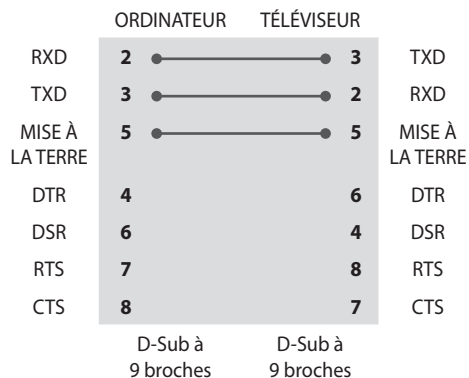 ORDINATEUR TÉLÉVISEUR
RXD 2 3 TXD
TXD 3 2 RXD
MISE À 5 5 MISE À
LA TERRE LA TERRE
DTR 4 6 DTR
DSR 6 4 DSR
RTS 7 8 RTS
CTS 8 7 CTS
D-Sub à D-Sub à
9 broches 9 broches